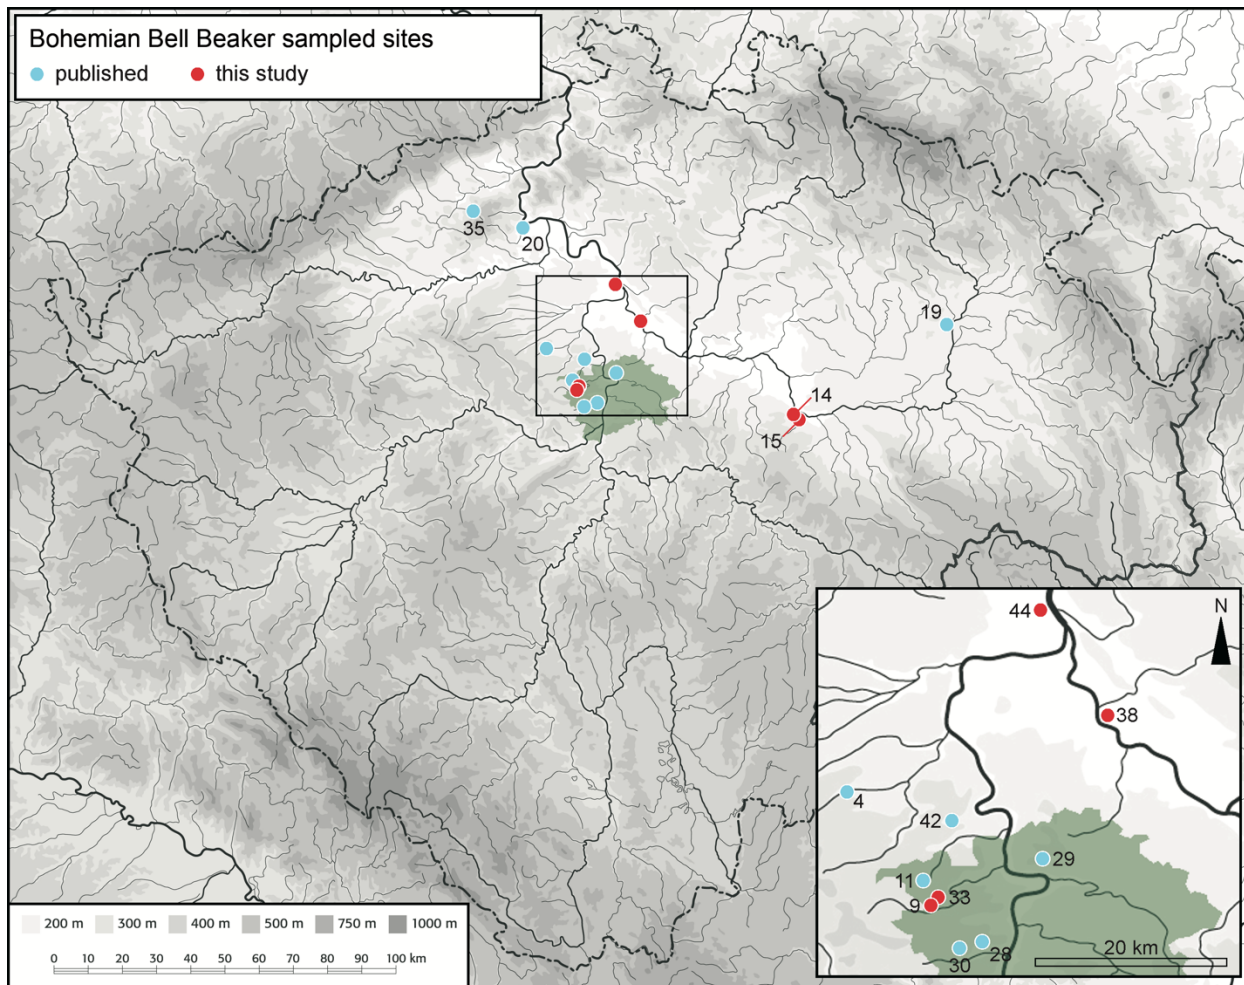 Bohemian Bell Beaker sampled sites
published this study
35
20
19
14
15
44
N
38
4
42
29
11
33
9
28
30
20 km
200 m 300 m 400 m 500 m 750 m 1000 m
0 10 20 30 40 50 60 70 80 90 100 km